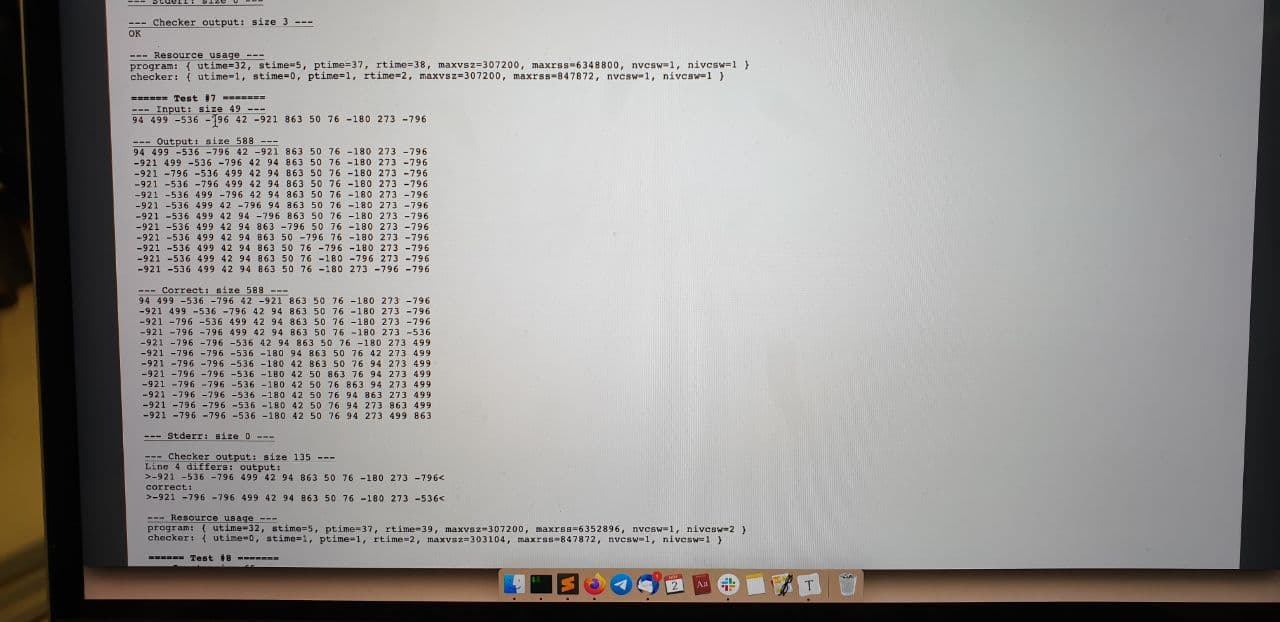 --- Stderr: size 0 ---
--- Checker output: size 3 ---
OK
--- Resource usage ---
program: { utime=32, stime=5, ptime=37, rtime=38, maxvsz=307200, maxrss=6348800, nvcsw=1, nivcsw=1 }
checker: { utime=1, stime=0, ptime=1, rtime=2, maxvsz=307200, maxrss=847872, nvcsw=1, nivcsw=1 }
====== Test #7 =======
--- Input: size 49 ---
94 499 -536 -796 42 -921 863 50 76 -180 273 -796
--- Output: size 588 ---
94 499 -536 -796 42 -921 863 50 76 -180 273 -796
-921 499 -536 -796 42 94 863 50 76 -180 273 -796
-921 -796 -536 499 42 94 863 50 76 -180 273 -796
-921 -536 -796 499 42 94 863 50 76 -180 273 -796
-921 -536 499 -796 42 94 863 50 76 -180 273 -796
-921 -536 499 42 -796 94 863 50 76 -180 273 -796
-921 -536 499 42 94 -796 863 50 76 -180 273 -796
-921 -536 499 42 94 863 -796 50 76 -180 273 -796
-921 -536 499 42 94 863 50 -796 76 -180 273 -796
-921 -536 499 42 94 863 50 76 -796 -180 273 -796
-921 -536 499 42 94 863 50 76 -180 -796 273 -796
-921 -536 499 42 94 863 50 76 -180 273 -796 -796
--- Correct: size 588 ---
94 499 -536 -796 42 -921 863 50 76 -180 273 -796
-921 499 -536 -796 42 94 863 50 76 -180 273 -796
-921 -796 -536 499 42 94 863 50 76 -180 273 -796
-921 -796 -796 499 42 94 863 50 76 -180 273 -536
-921 -796 -796 -536 42 94 863 50 76 -180 273 499
-921 -796 -796 -536 -180 94 863 50 76 42 273 499
-921 -796 -796 -536 -180 42 863 50 76 94 273 499
-921 -796 -796 -536 -180 42 50 863 76 94 273 499
-921 -796 -796 -536 -180 42 50 76 863 94 273 499
-921 -796 -796 -536 -180 42 50 76 94 863 273 499
-921 -796 -796 -536 -180 42 50 76 94 273 863 499
-921 -796 -796 -536 -180 42 50 76 94 273 499 863
--- Stderr: size 0 ---
--- Checker output: size 135 ---
Line 4 differs: output:
>-921 -536 -796 499 42 94 863 50 76 -180 273 -796<
correct:
>-921 -796 -796 499 42 94 863 50 76 -180 273 -536<
--- Resource usage ---
program: { utime=32, stime=5, ptime=37, rtime=39, maxvsz=307200, maxrss=6352896, nvcsw=1, nivcsw=2 }
checker: { utime=0, stime=1, ptime=1, rtime=2, maxvsz=303104, maxrss=847872, nvcsw=1, nivcsw=1 }
====== Test #8 =======
2
Aa
T